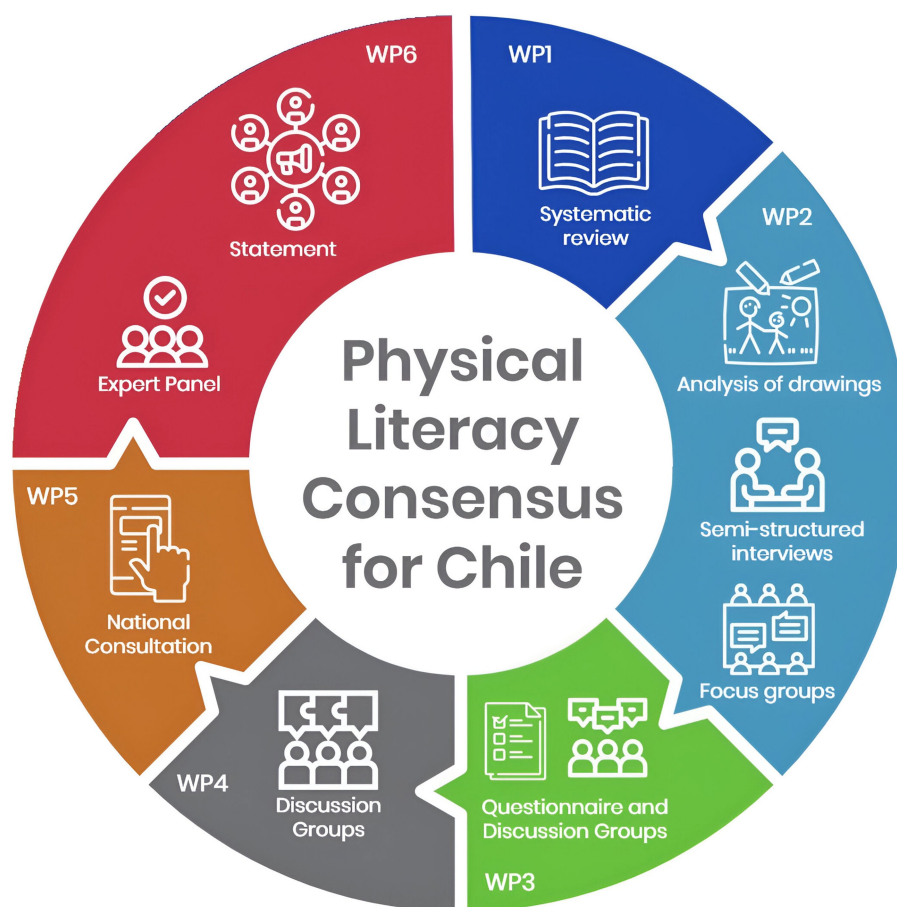 Physical
Literacy
Consensus
for Chile
WP1
Systematic
review
WP2
Analysis of drawings
Semi-structured
interviews
Focus groups
WP3
Questionnaire and
Discussion Groups
WP4
Discussion
Groups
WP5
National
Consultation
WP6
Statement
Expert Panel